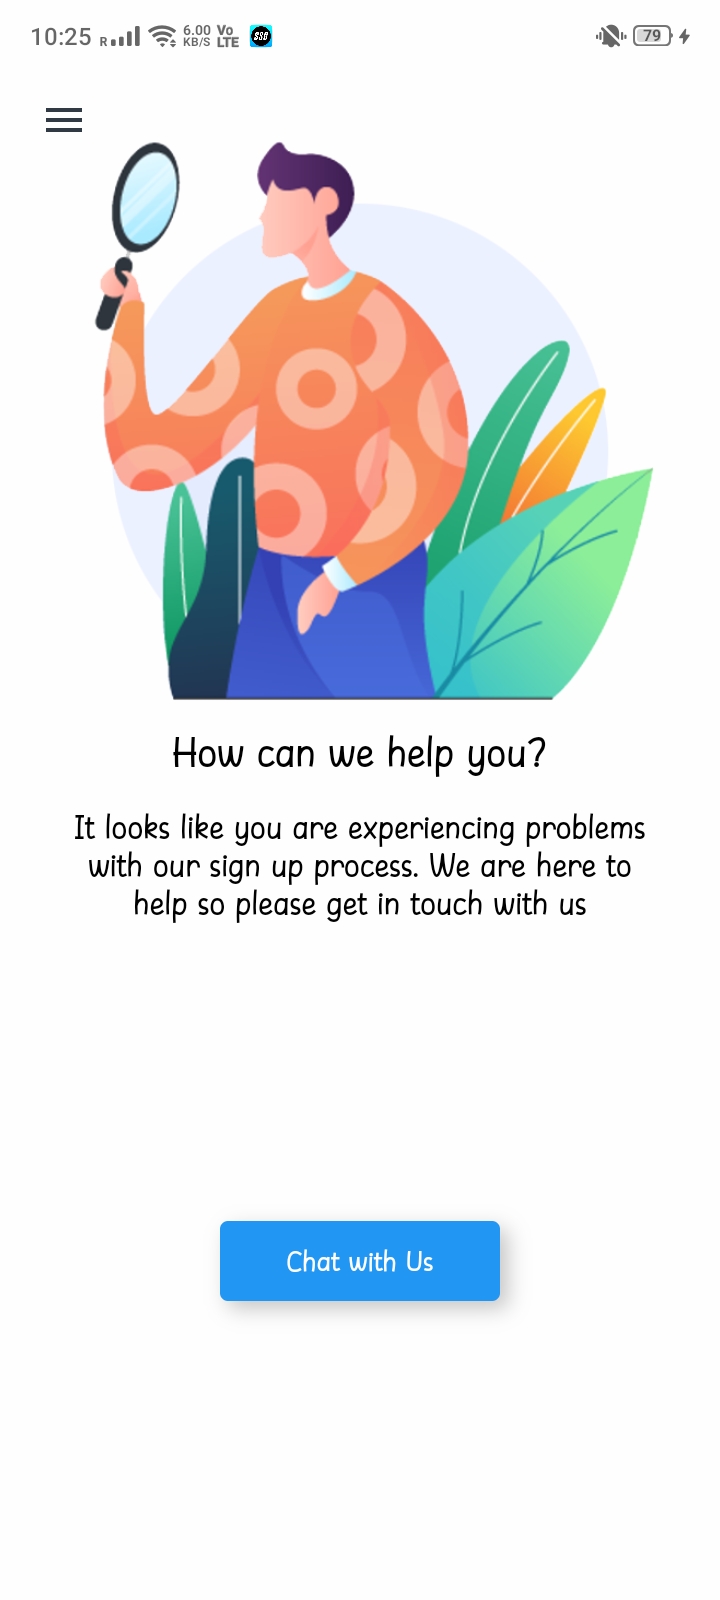 10:25 R 6.00 KB/S Vo LTE 79
How can we help you?
It looks like you are experiencing problems
with our sign up process. We are here to
help so please get in touch with us
Chat with Us